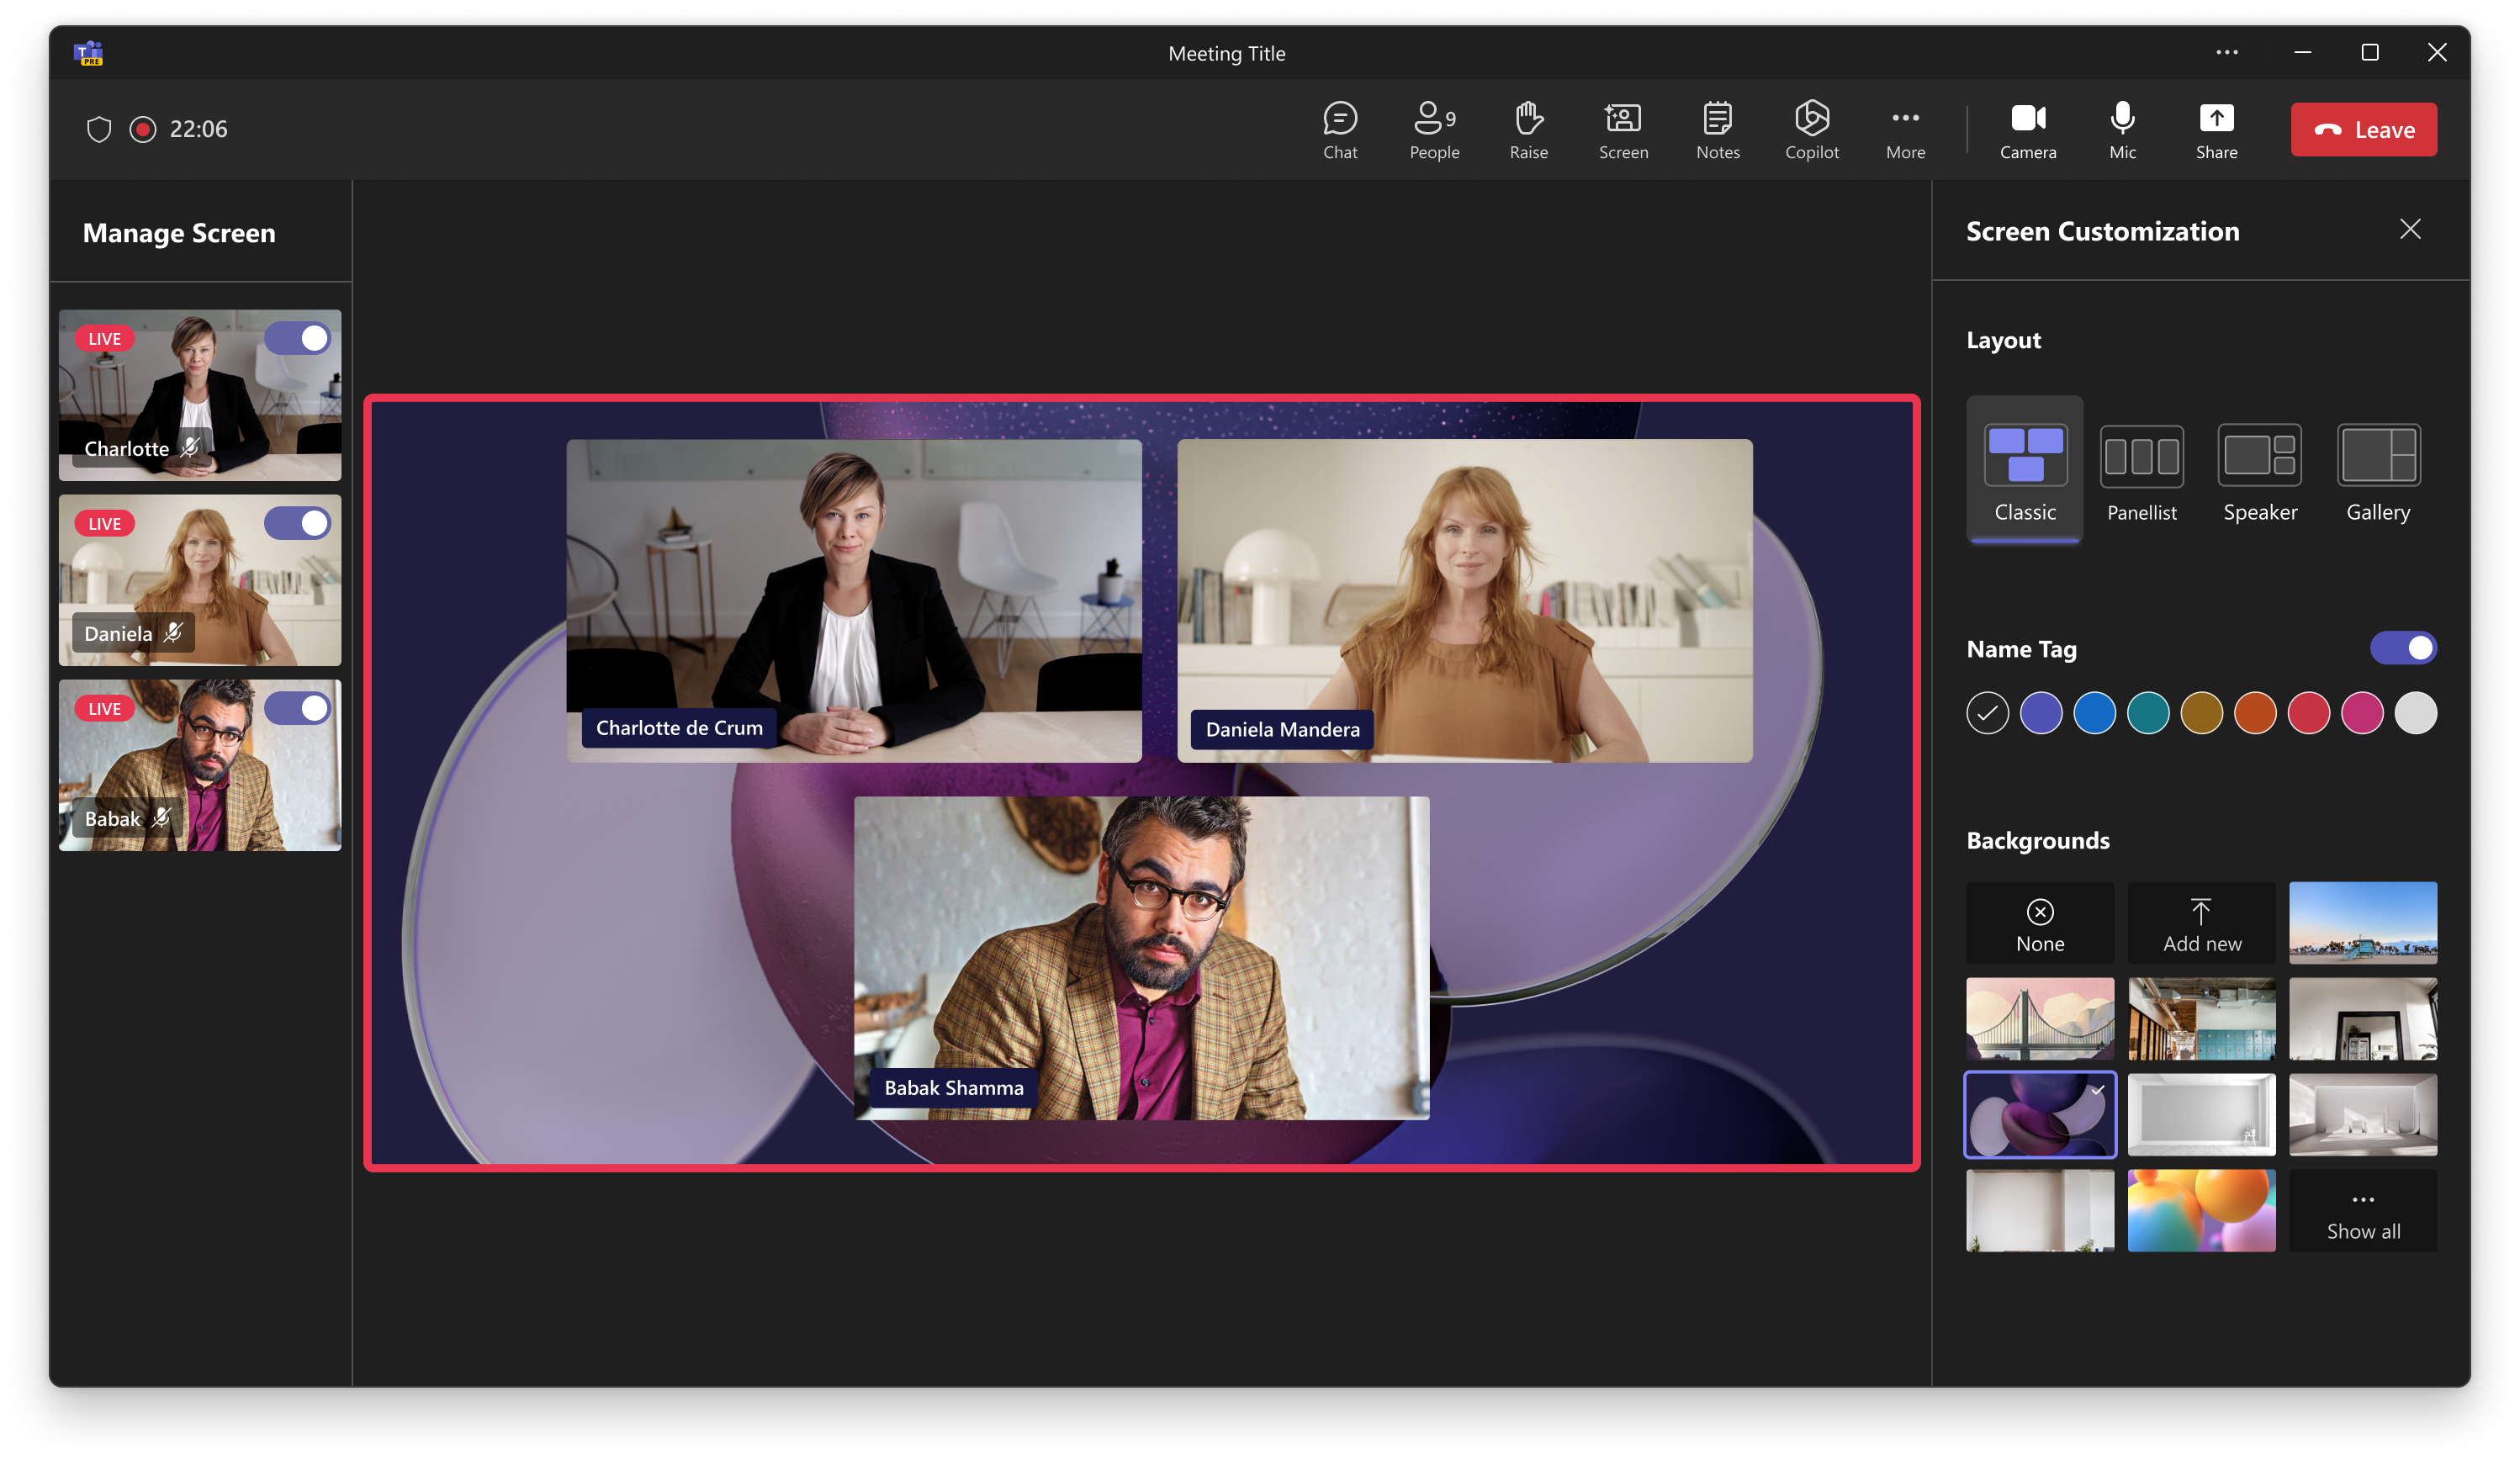 T
PRE
Meeting Title
22:06
Chat
People
9
Raise
Screen
Notes
Copilot
More
Camera
Mic
Share
Leave
Manage Screen
LIVE
Charlotte
LIVE
Daniela
LIVE
Babak
Charlotte de Crum
Daniela Mandera
Babak Shamma
Screen Customization
Layout
Classic
Panellist
Speaker
Gallery
Name Tag
Backgrounds
None
Add new
Show all